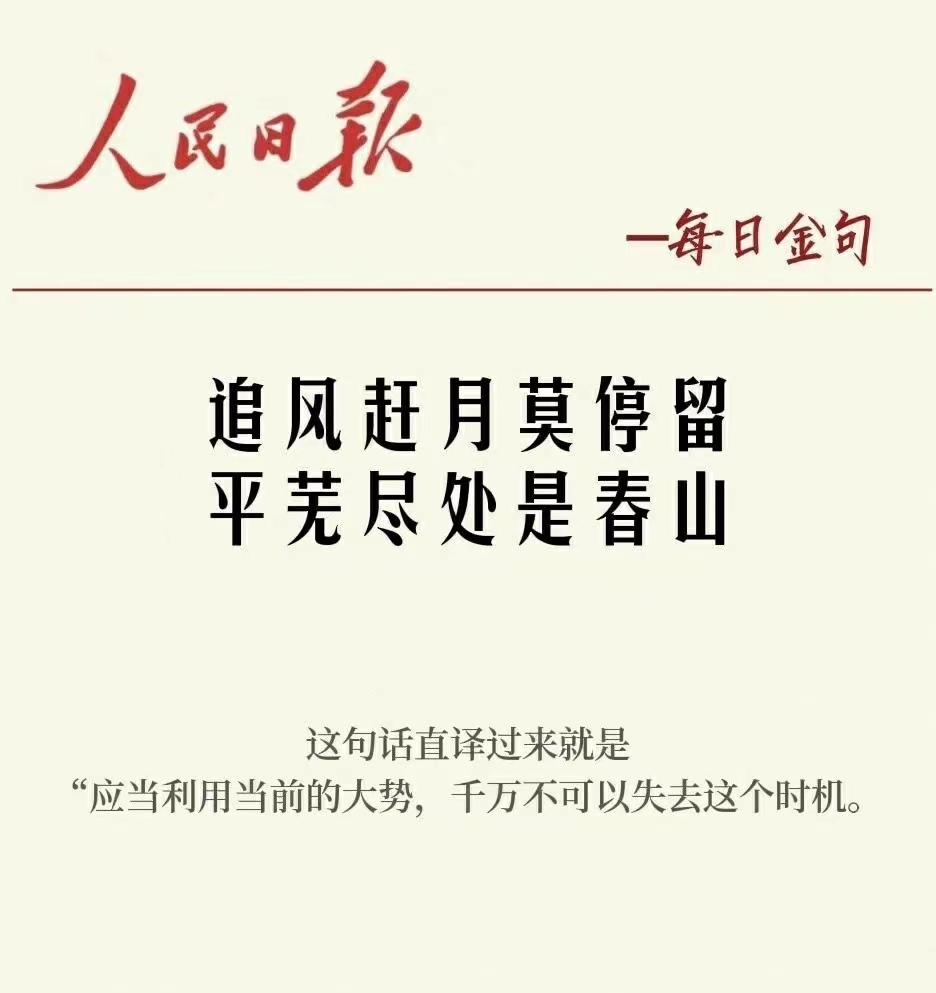 人民日报
—每日金句
追风赶月莫停留
平芜尽处是春山
这句话直译过来就是
“应当利用当前的大势，千万不可以失去这个时机。